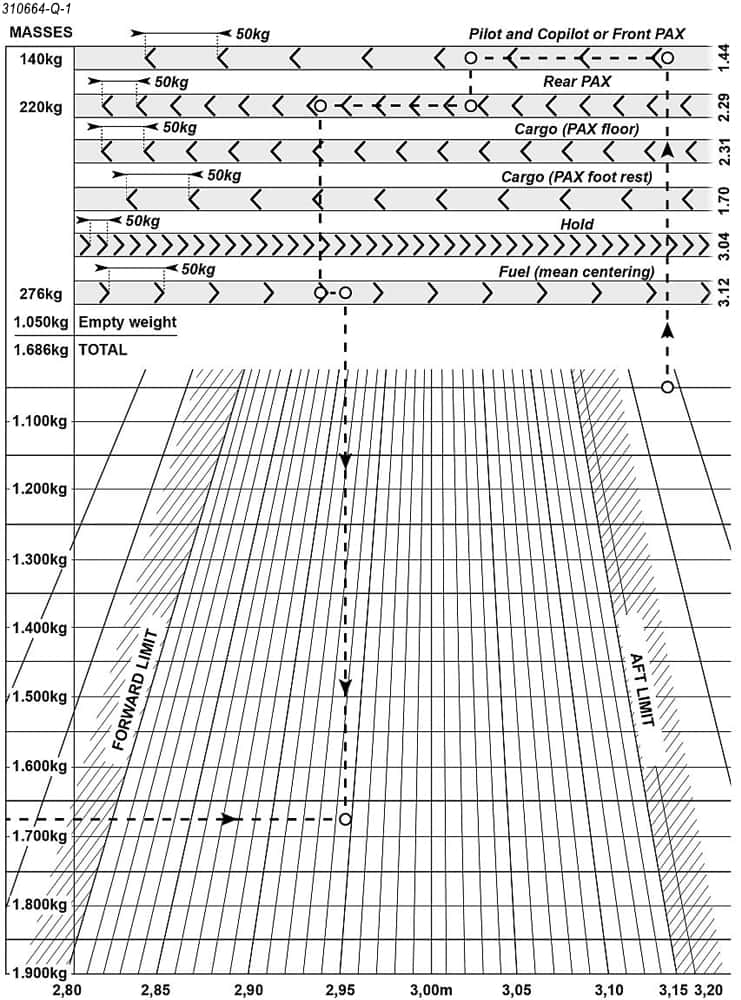 310664-Q-1
MASSES
50kg
Pilot and Copilot or Front PAX
140kg
1.44
50kg
Rear PAX
220kg
2.29
50kg
Cargo (PAX floor)
2.31
50kg
Cargo (PAX foot rest)
1.70
50kg
Hold
3.04
50kg
Fuel (mean centering)
276kg
3.12
1.050kg Empty weight
1.686kg TOTAL
1.100kg
1.200kg
1.300kg
1.400kg
FORWARD LIMIT
AFT LIMIT
1.500kg
1.600kg
1.700kg
1.800kg
1.900kg
2,80 2,85 2,90 2,95 3,00m 3,05 3,10 3,15 3,20